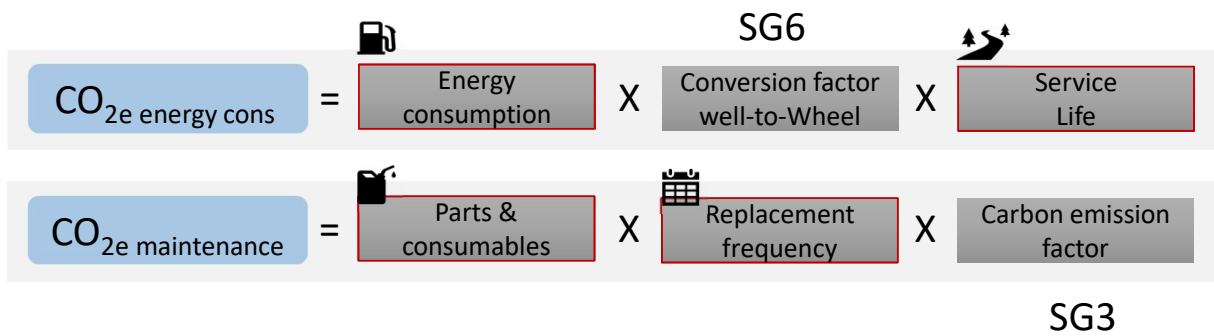 SG6
CO2e energy cons = Energy consumption X Conversion factor well-to-Wheel X Service Life
CO2e maintenance = Parts & consumables X Replacement frequency X Carbon emission factor
SG3